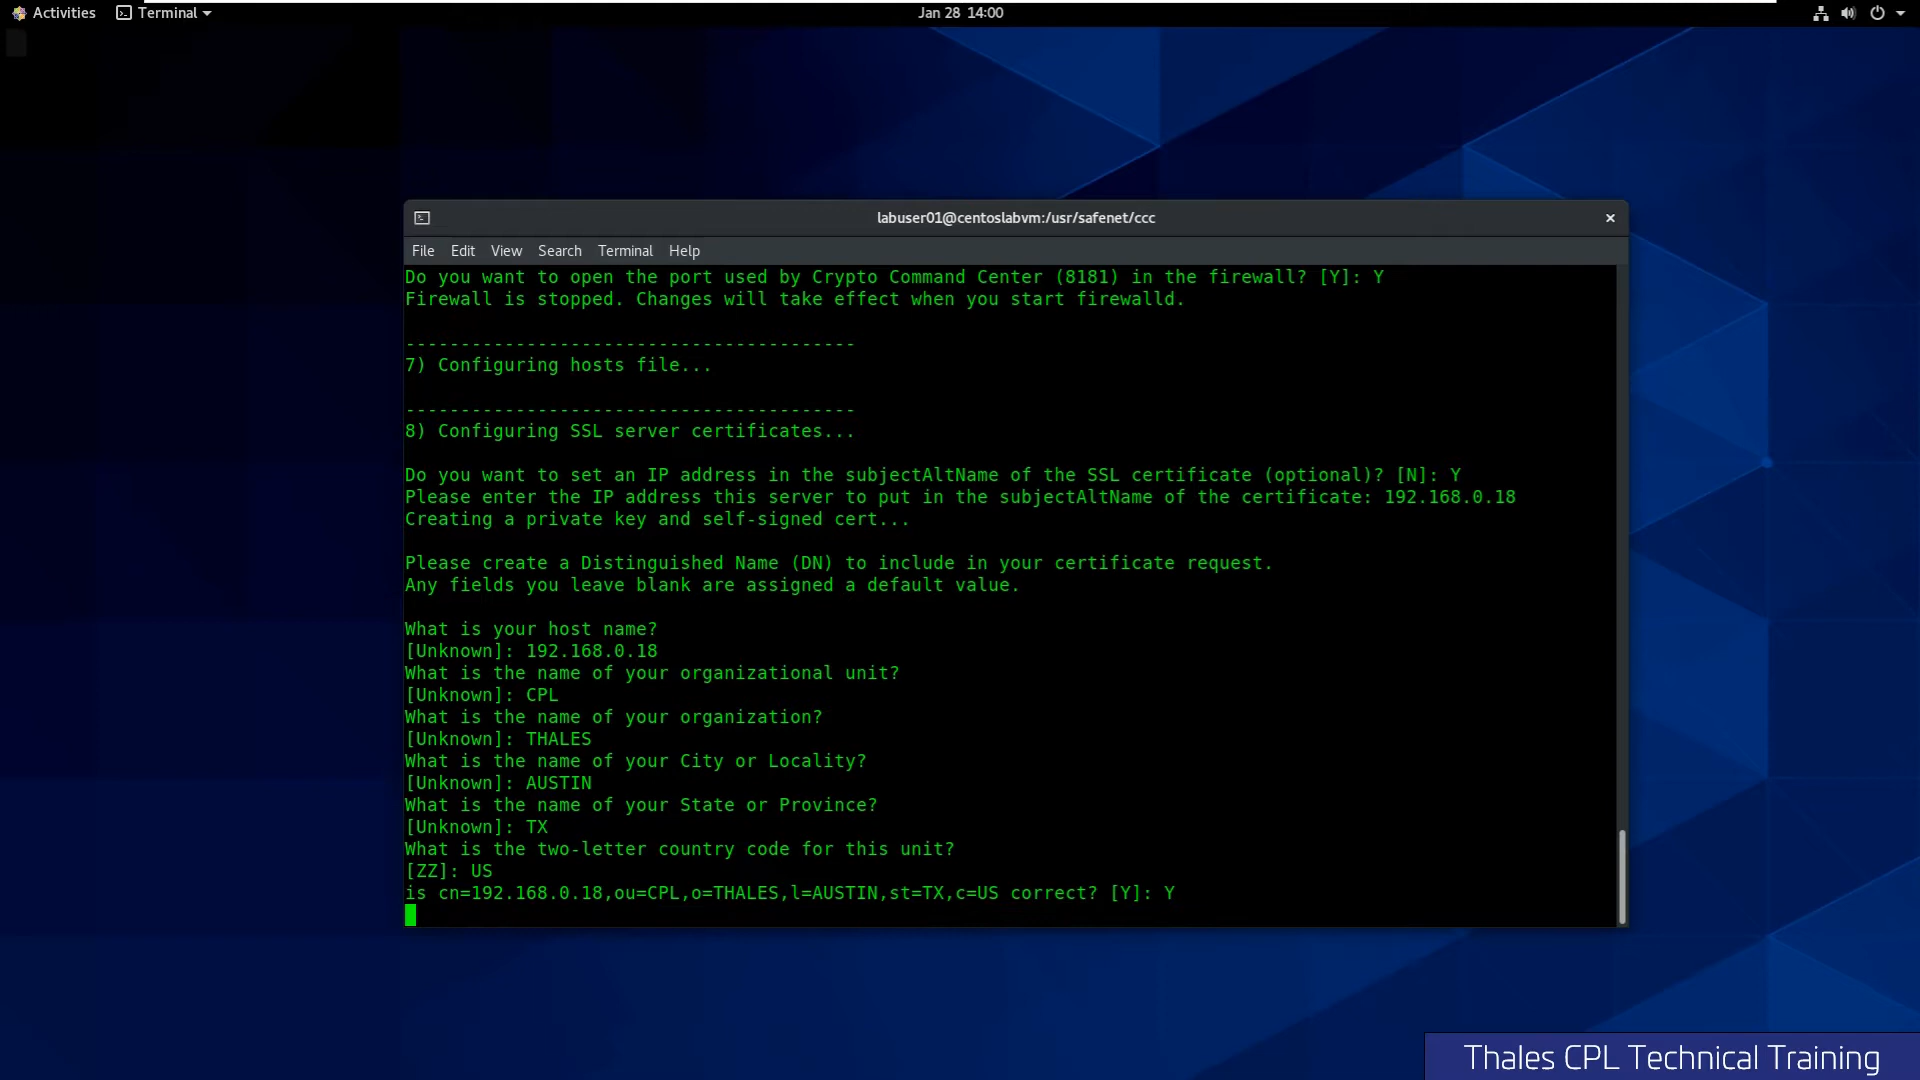 Activities Terminal Jan 28 14:00
labuser01@centoslabvm:/usr/safenet/ccc
File Edit View Search Terminal Help
Do you want to open the port used by Crypto Command Center (8181) in the firewall? [Y]: Y
Firewall is stopped. Changes will take effect when you start firewalld.
-----------------------------------------
7) Configuring hosts file...
-----------------------------------------
8) Configuring SSL server certificates...
Do you want to set an IP address in the subjectAltName of the SSL certificate (optional)? [N]: Y
Please enter the IP address this server to put in the subjectAltName of the certificate: 192.168.0.18
Creating a private key and self-signed cert...
Please create a Distinguished Name (DN) to include in your certificate request.
Any fields you leave blank are assigned a default value.
What is your host name?
[Unknown]: 192.168.0.18
What is the name of your organizational unit?
[Unknown]: CPL
What is the name of your organization?
[Unknown]: THALES
What is the name of your City or Locality?
[Unknown]: AUSTIN
What is the name of your State or Province?
[Unknown]: TX
What is the two-letter country code for this unit?
[ZZ]: US
is cn=192.168.0.18,ou=CPL,o=THALES,l=AUSTIN,st=TX,c=US correct? [Y]: Y
Thales CPL Technical Training